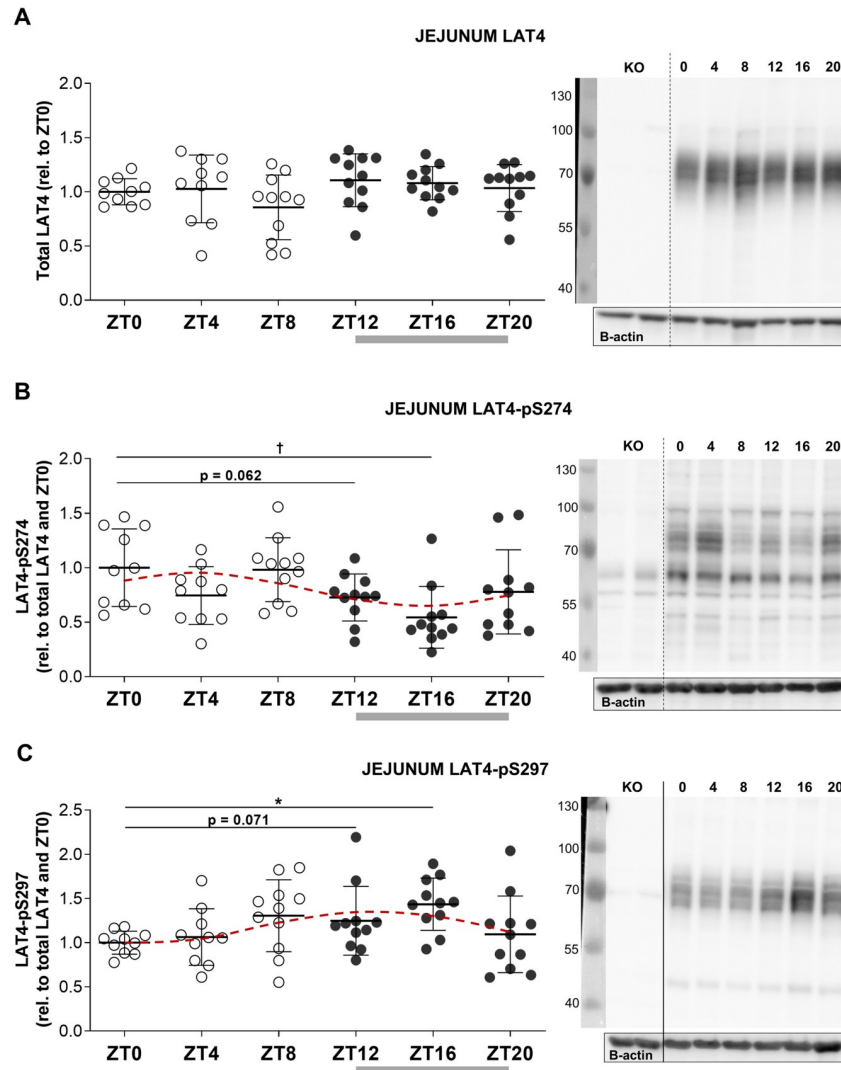 A
JEJUNUM LAT4
Total LAT4 (rel. to ZT0)
2.0
1.5
1.0
0.5
0.0
ZT0 ZT4 ZT8 ZT12 ZT16 ZT20
KO 0 4 8 12 16 20
130
100
70
55
40
B-actin
B
JEJUNUM LAT4-pS274
LAT4-pS274
(rel. to total LAT4 and ZT0)
2.0
1.5
1.0
0.5
0.0
†
p = 0.062
ZT0 ZT4 ZT8 ZT12 ZT16 ZT20
KO 0 4 8 12 16 20
130
100
70
55
40
B-actin
C
JEJUNUM LAT4-pS297
LAT4-pS297
(rel. to total LAT4 and ZT0)
2.5
2.0
1.5
1.0
0.5
0.0
*
p = 0.071
ZT0 ZT4 ZT8 ZT12 ZT16 ZT20
KO 0 4 8 12 16 20
130
100
70
55
40
B-actin